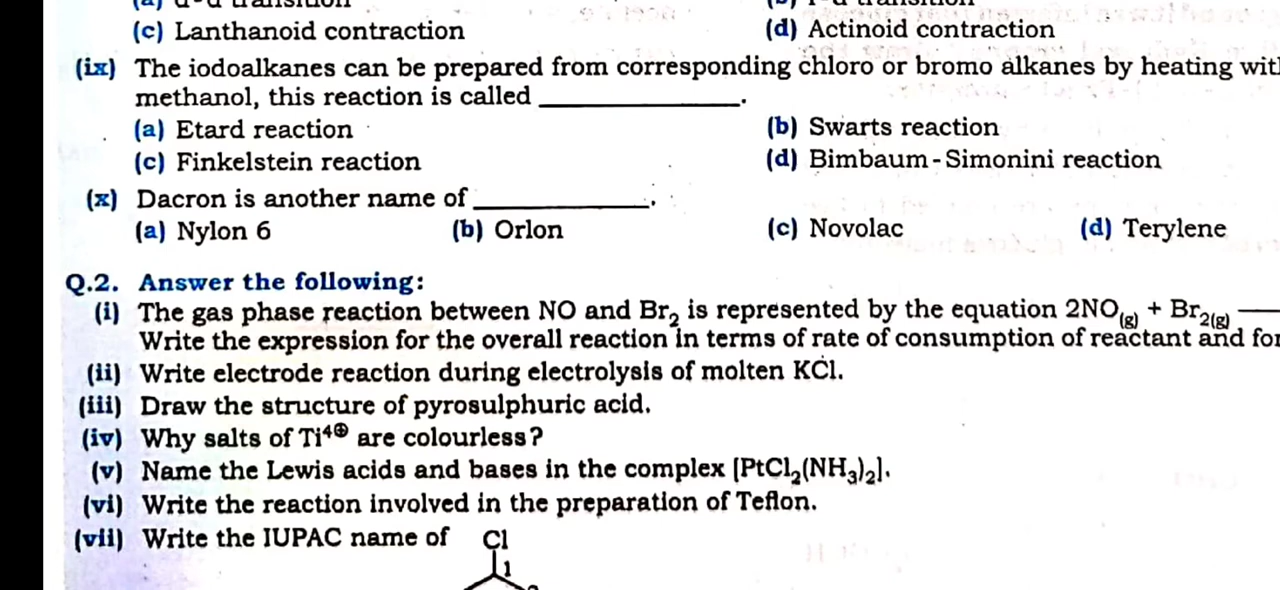 (a) d-d transition (b) f-d transition
(c) Lanthanoid contraction (d) Actinoid contraction
(ix) The iodoalkanes can be prepared from corresponding chloro or bromo alkanes by heating with
methanol, this reaction is called ____________.
(a) Etard reaction (b) Swarts reaction
(c) Finkelstein reaction (d) Bimbaum - Simonini reaction
(x) Dacron is another name of ____________.
(a) Nylon 6 (b) Orlon (c) Novolac (d) Terylene
Q.2. Answer the following:
(i) The gas phase reaction between NO and Br₂ is represented by the equation 2NO(g) + Br₂(g) —
Write the expression for the overall reaction in terms of rate of consumption of reactant and for
(ii) Write electrode reaction during electrolysis of molten KCl.
(iii) Draw the structure of pyrosulphuric acid.
(iv) Why salts of Ti⁴⊕ are colourless?
(v) Name the Lewis acids and bases in the complex [PtCl₂(NH₃)₂].
(vi) Write the reaction involved in the preparation of Teflon.
(vii) Write the IUPAC name of Cl
1